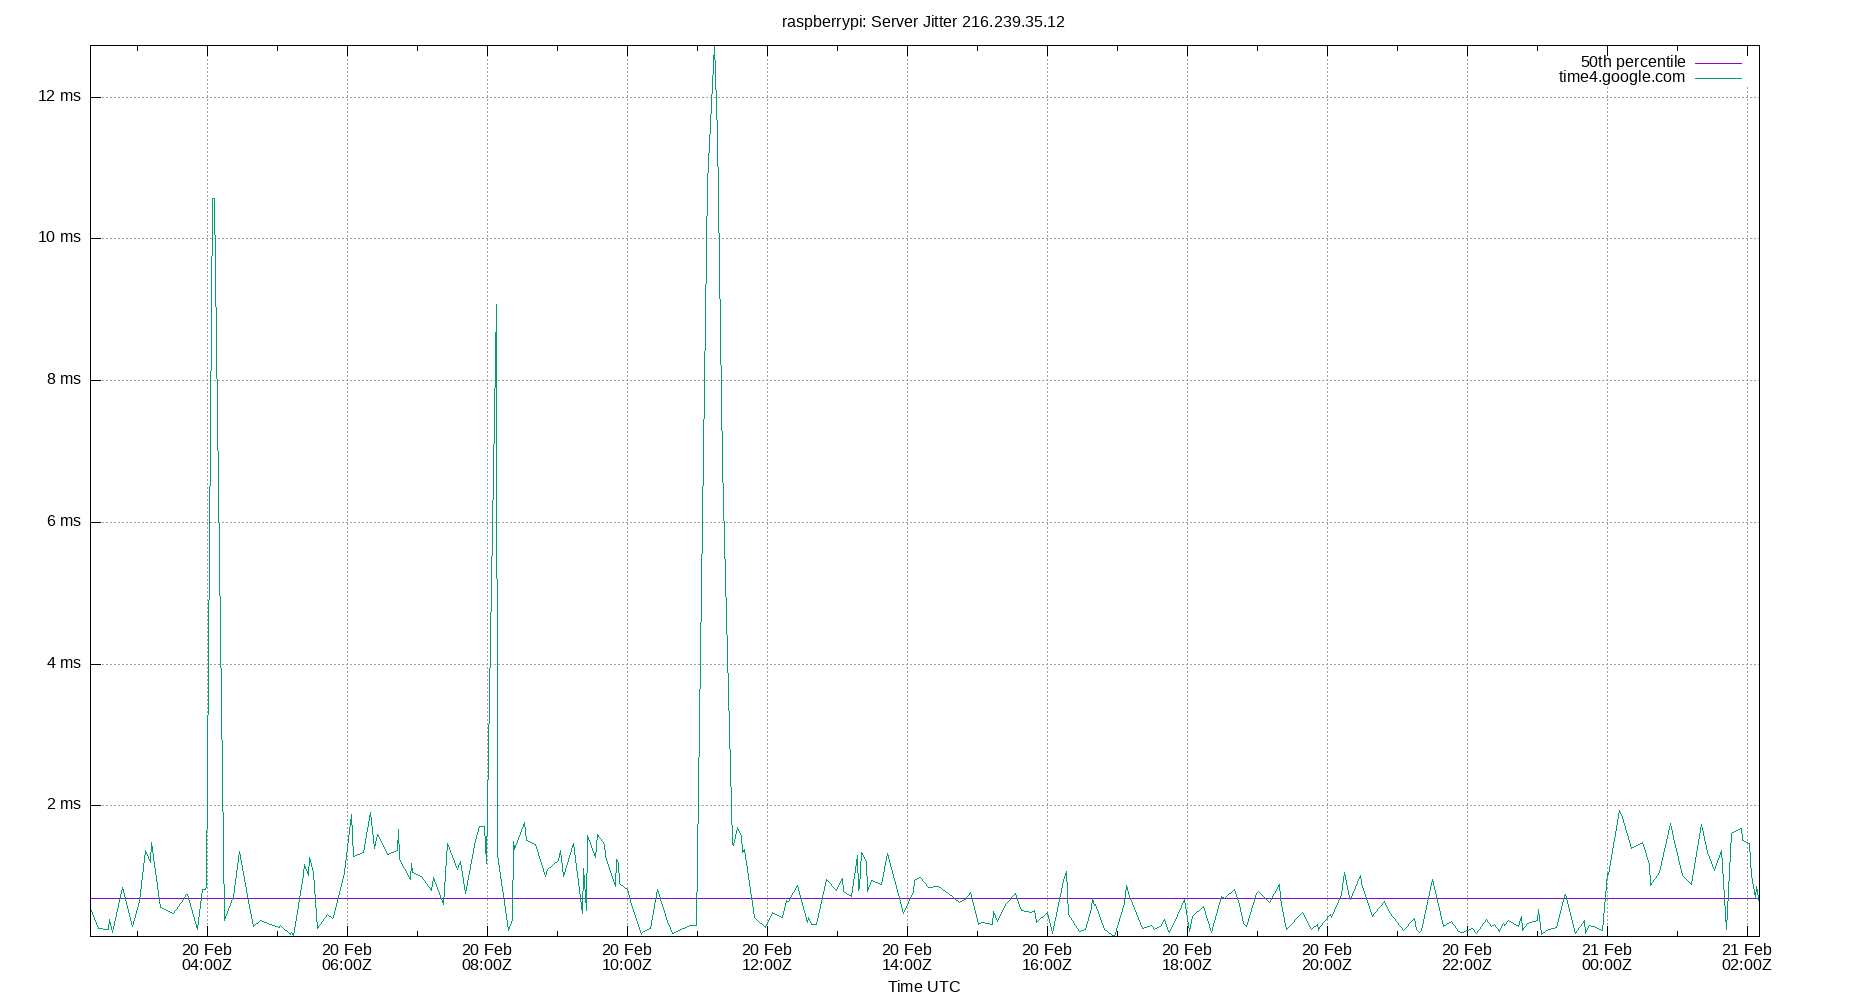 raspberrypi: Server Jitter 216.239.35.12
50th percentile
time4.google.com
12 ms
10 ms
8 ms
6 ms
4 ms
2 ms
20 Feb 20 Feb 20 Feb 20 Feb 20 Feb 20 Feb 20 Feb 20 Feb 20 Feb 20 Feb 21 Feb 21 Feb
04:00Z 06:00Z 08:00Z 10:00Z 12:00Z 14:00Z 16:00Z 18:00Z 20:00Z 22:00Z 00:00Z 02:00Z
Time UTC